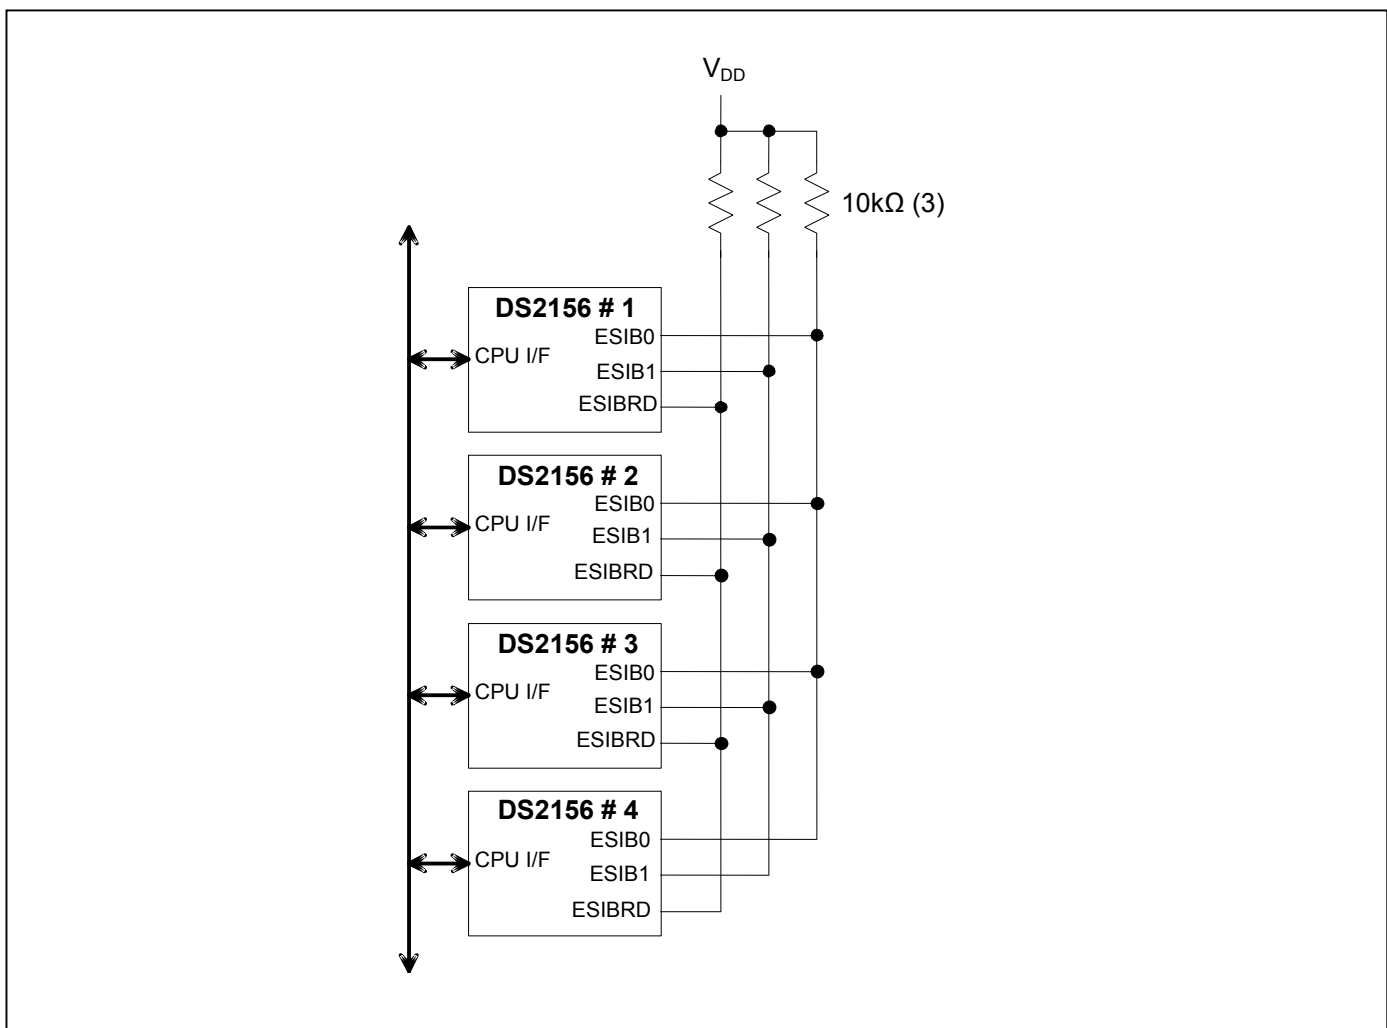 VDD
10kΩ (3)
DS2156 # 1
ESIB0
CPU I/F
ESIB1
ESIBRD
DS2156 # 2
ESIB0
CPU I/F
ESIB1
ESIBRD
DS2156 # 3
ESIB0
CPU I/F
ESIB1
ESIBRD
DS2156 # 4
ESIB0
CPU I/F
ESIB1
ESIBRD